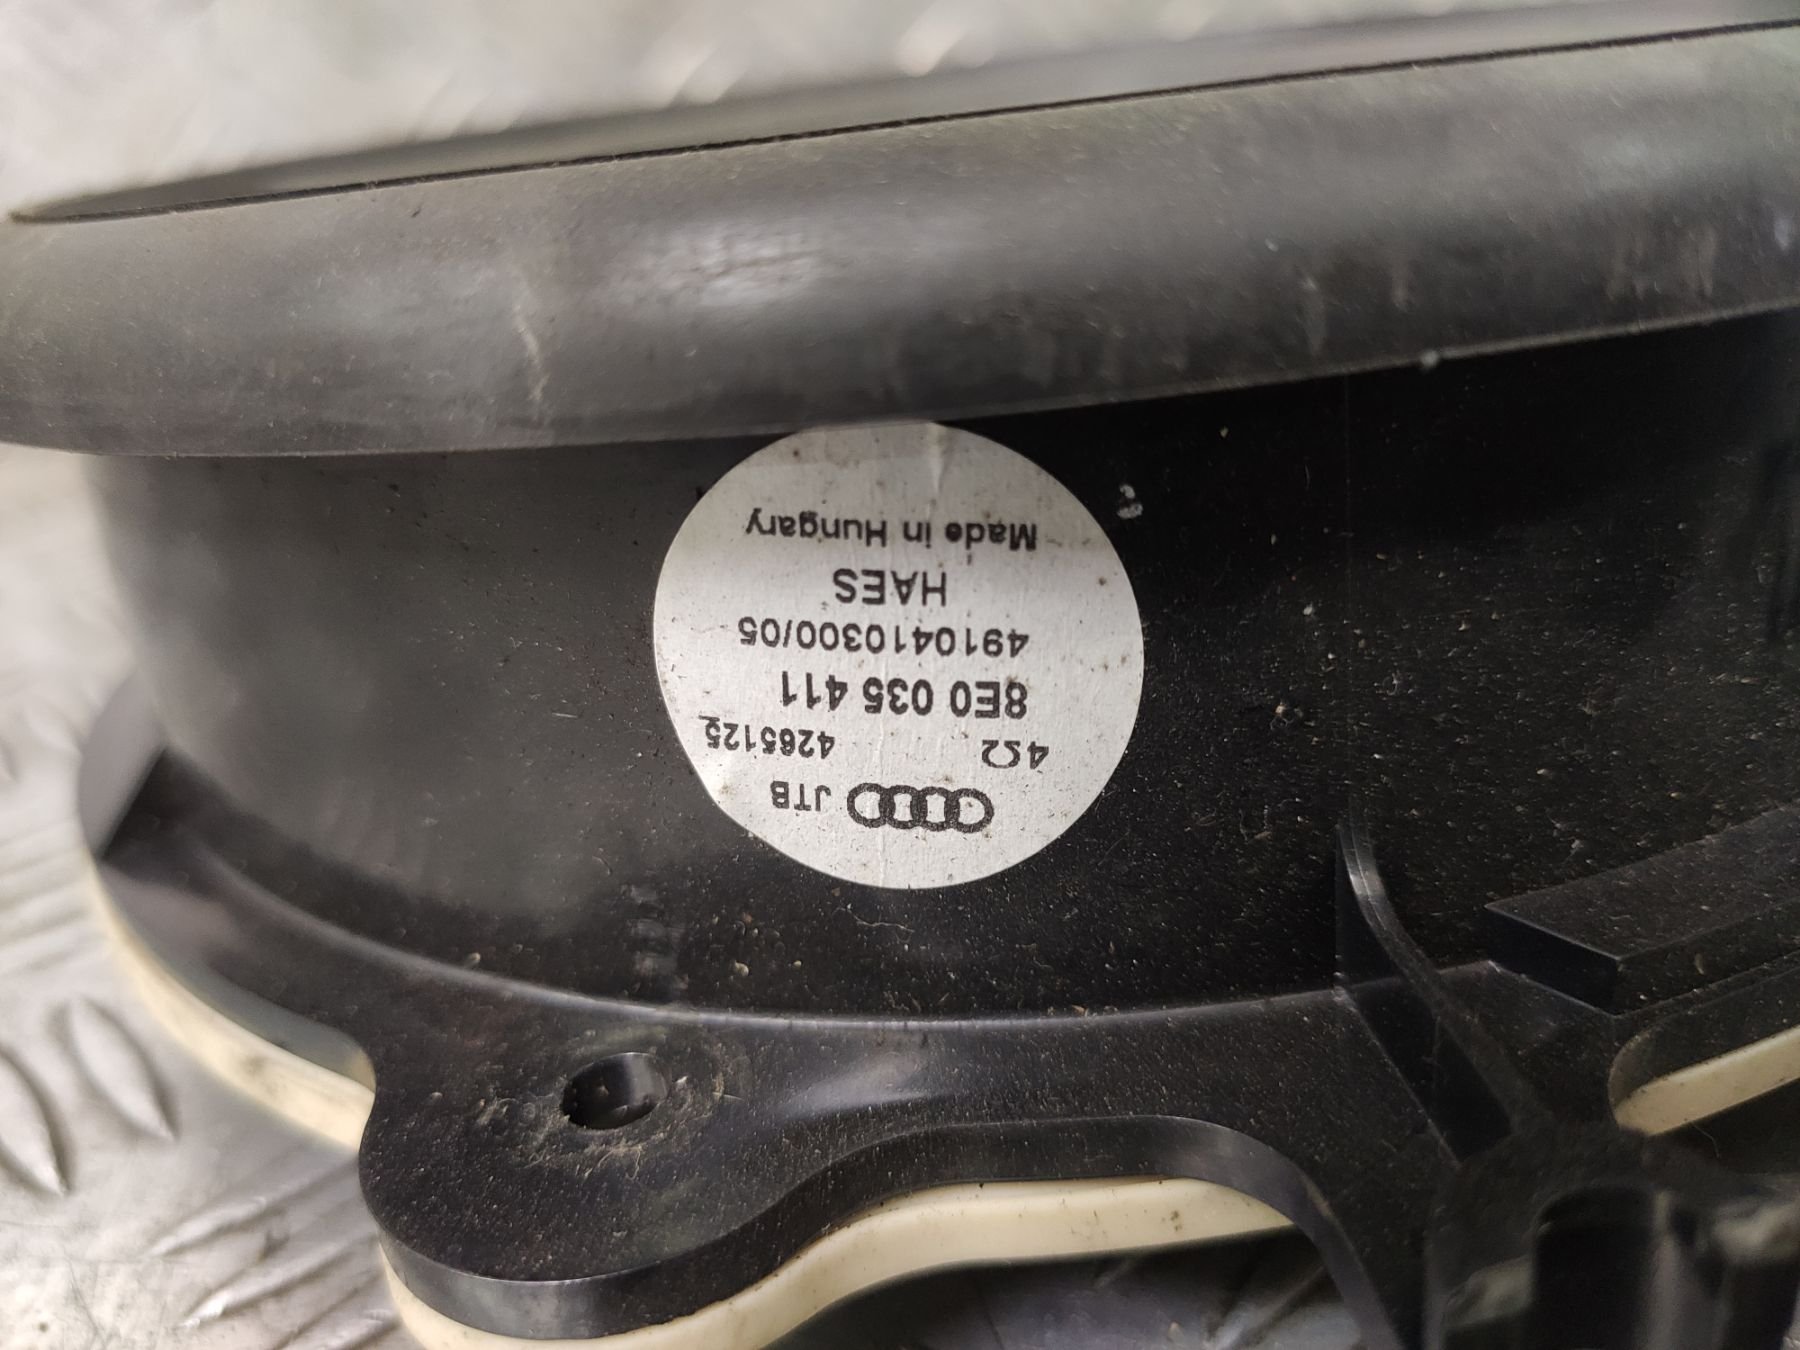 JTB
4Ω 4265125
8E0 035 411
4910410300/05
HAES
Made in Hungary